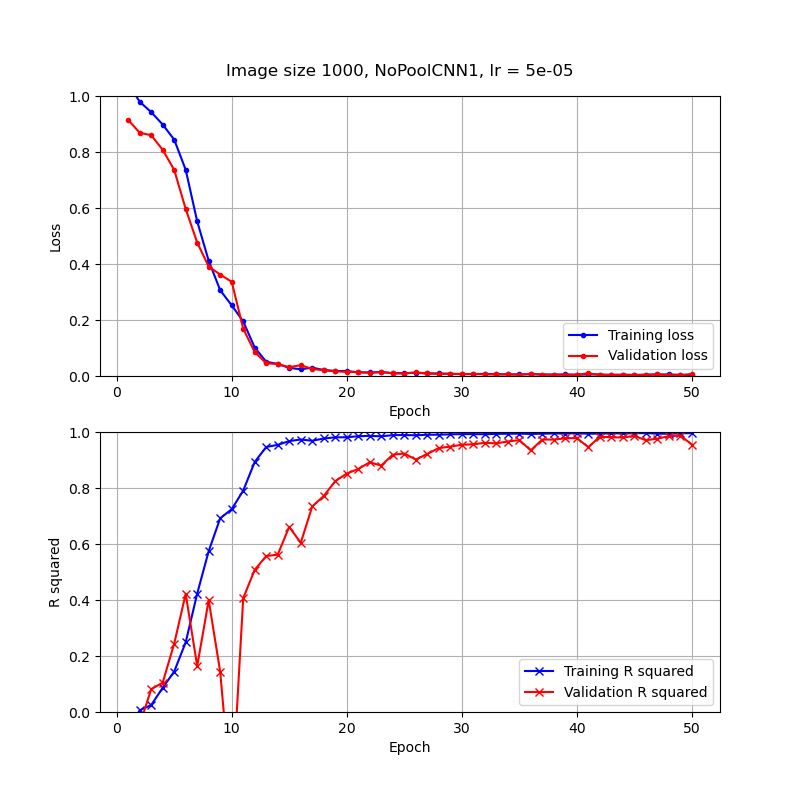 Image size 1000, NoPoolCNN1, lr = 5e-05
1.0
0.8
0.6
0.4
0.2
0.0
Loss
Training loss
Validation loss
0 10 20 30 40 50
Epoch
1.0
0.8
0.6
0.4
0.2
0.0
R squared
Training R squared
Validation R squared
0 10 20 30 40 50
Epoch